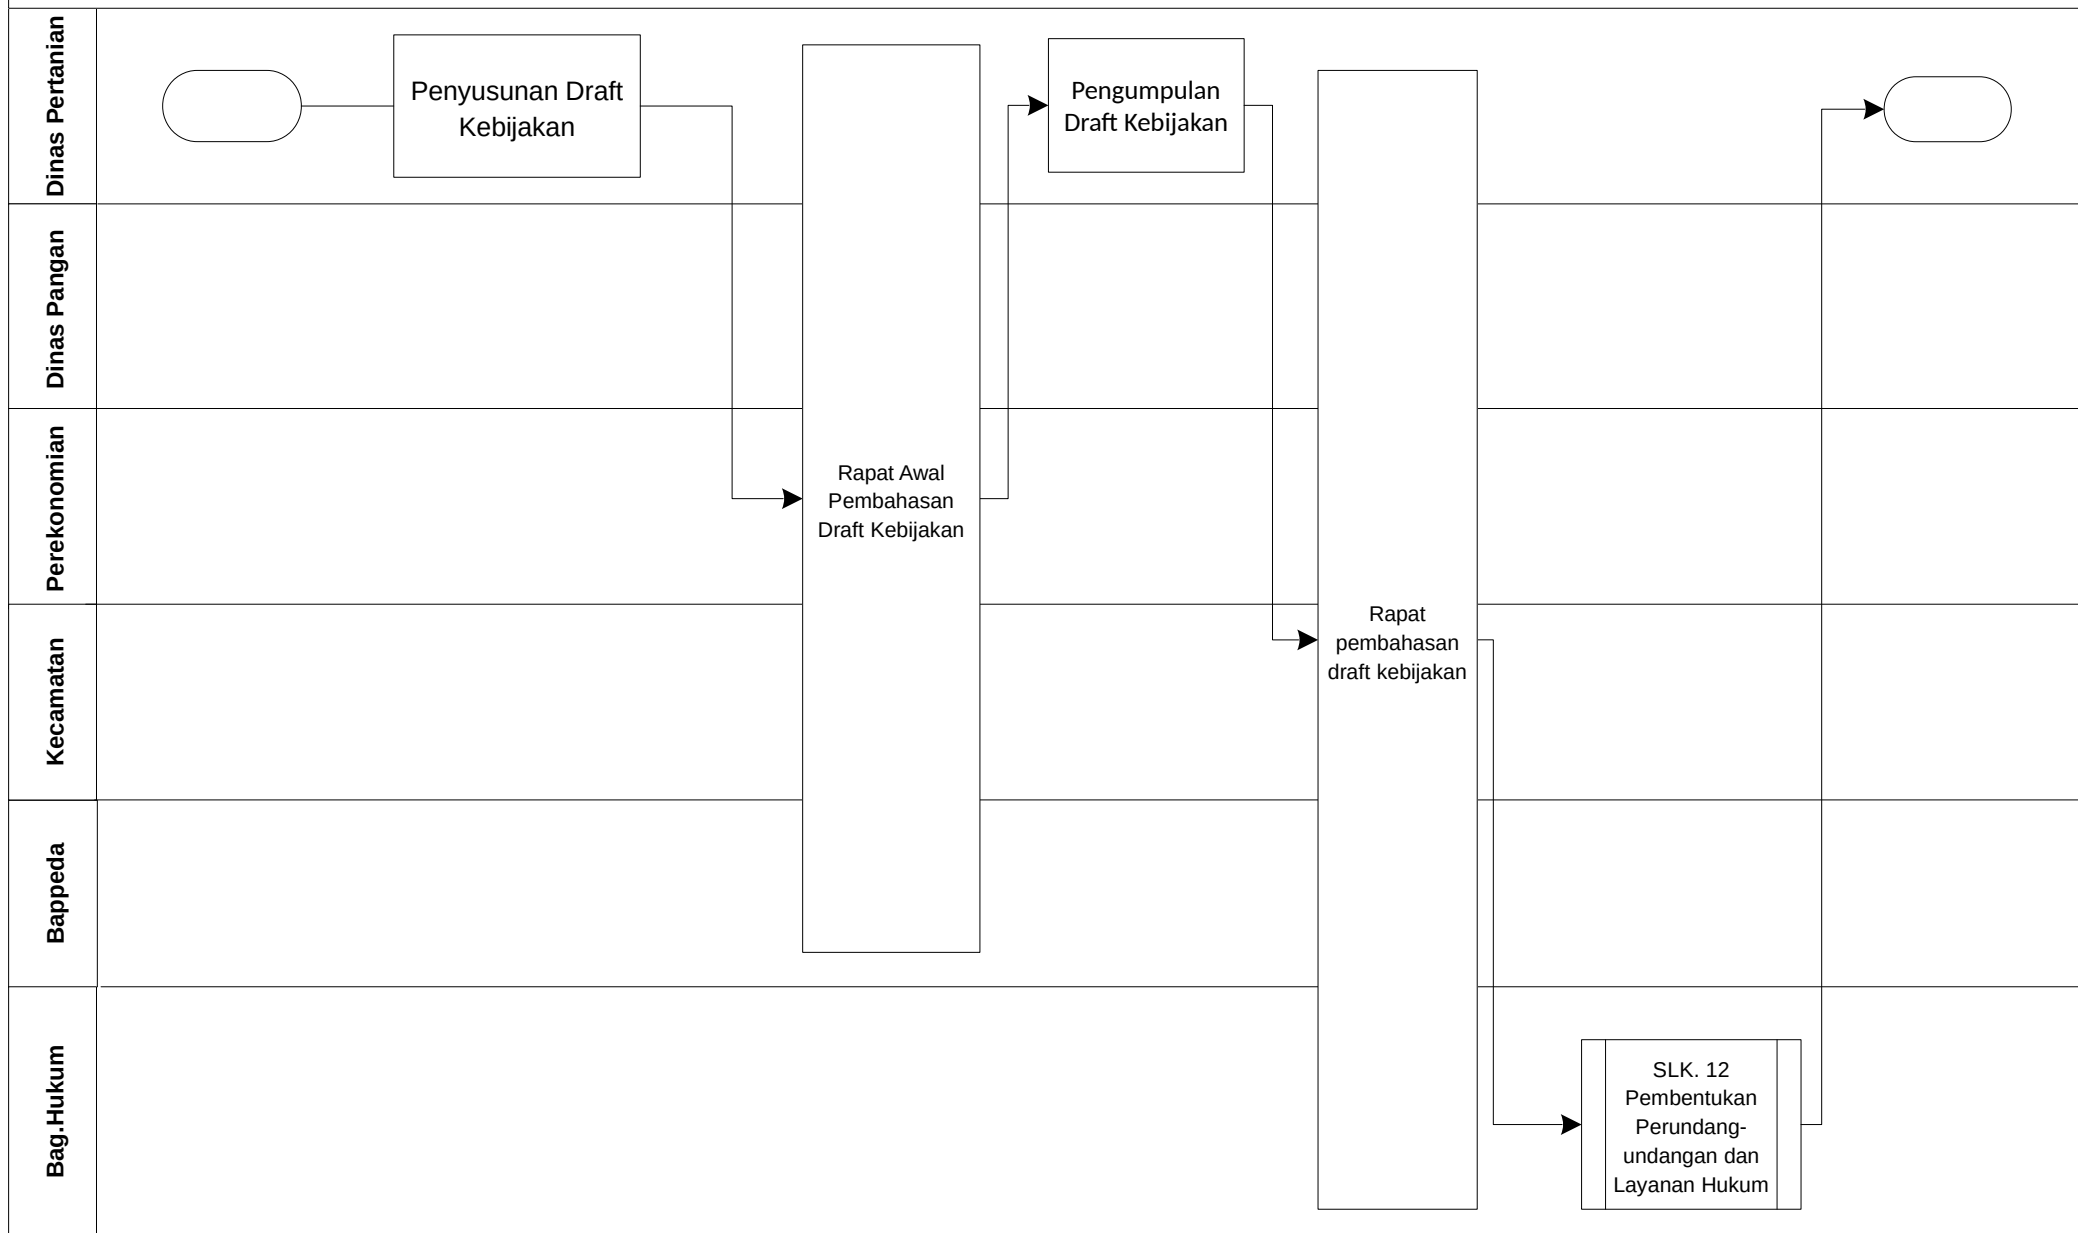 Dinas Pertanian
Penyusunan Draft
Kebijakan
Pengumpulan
Draft Kebijakan
Dinas Pangan
Perekonomian
Rapat Awal
Pembahasan
Draft Kebijakan
Kecamatan
Rapat
pembahasan
draft kebijakan
Bappeda
Bag.Hukum
SLK. 12
Pembentukan
Perundang-
undangan dan
Layanan Hukum